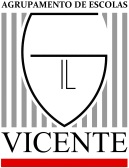 AGRUPAMENTO DE ESCOLAS
VICENTE